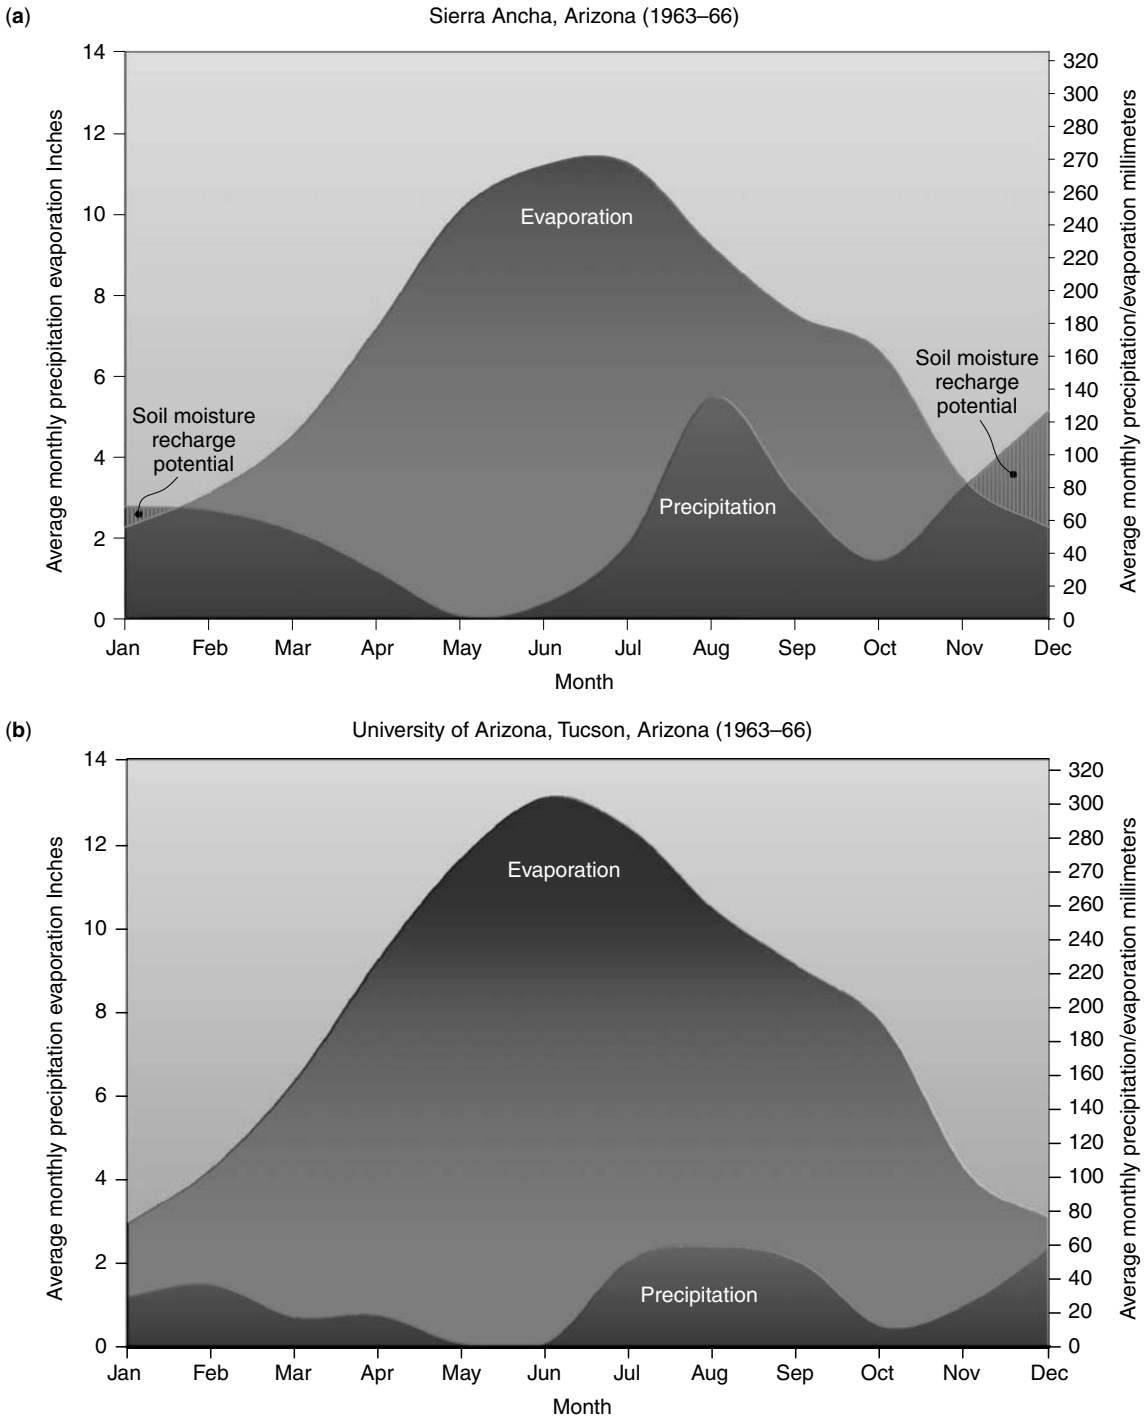 (a)
Sierra Ancha, Arizona (1963–66)
Average monthly precipitation evaporation Inches
14
12
10
8
6
4
2
0
Evaporation
Precipitation
Soil moisture
recharge
potential
Soil moisture
recharge
potential
320
300
280
270
260
240
220
200
180
160
140
120
100
80
60
40
20
0
Average monthly precipitation/evaporation millimeters
Jan Feb Mar Apr May Jun Jul Aug Sep Oct Nov Dec
Month
(b)
University of Arizona, Tucson, Arizona (1963–66)
Average monthly precipitation evaporation Inches
14
12
10
8
6
4
2
0
Evaporation
Precipitation
320
300
280
270
260
240
220
200
180
160
140
120
100
80
60
40
20
0
Average monthly precipitation/evaporation millimeters
Jan Feb Mar Apr May Jun Jul Aug Sep Oct Nov Dec
Month